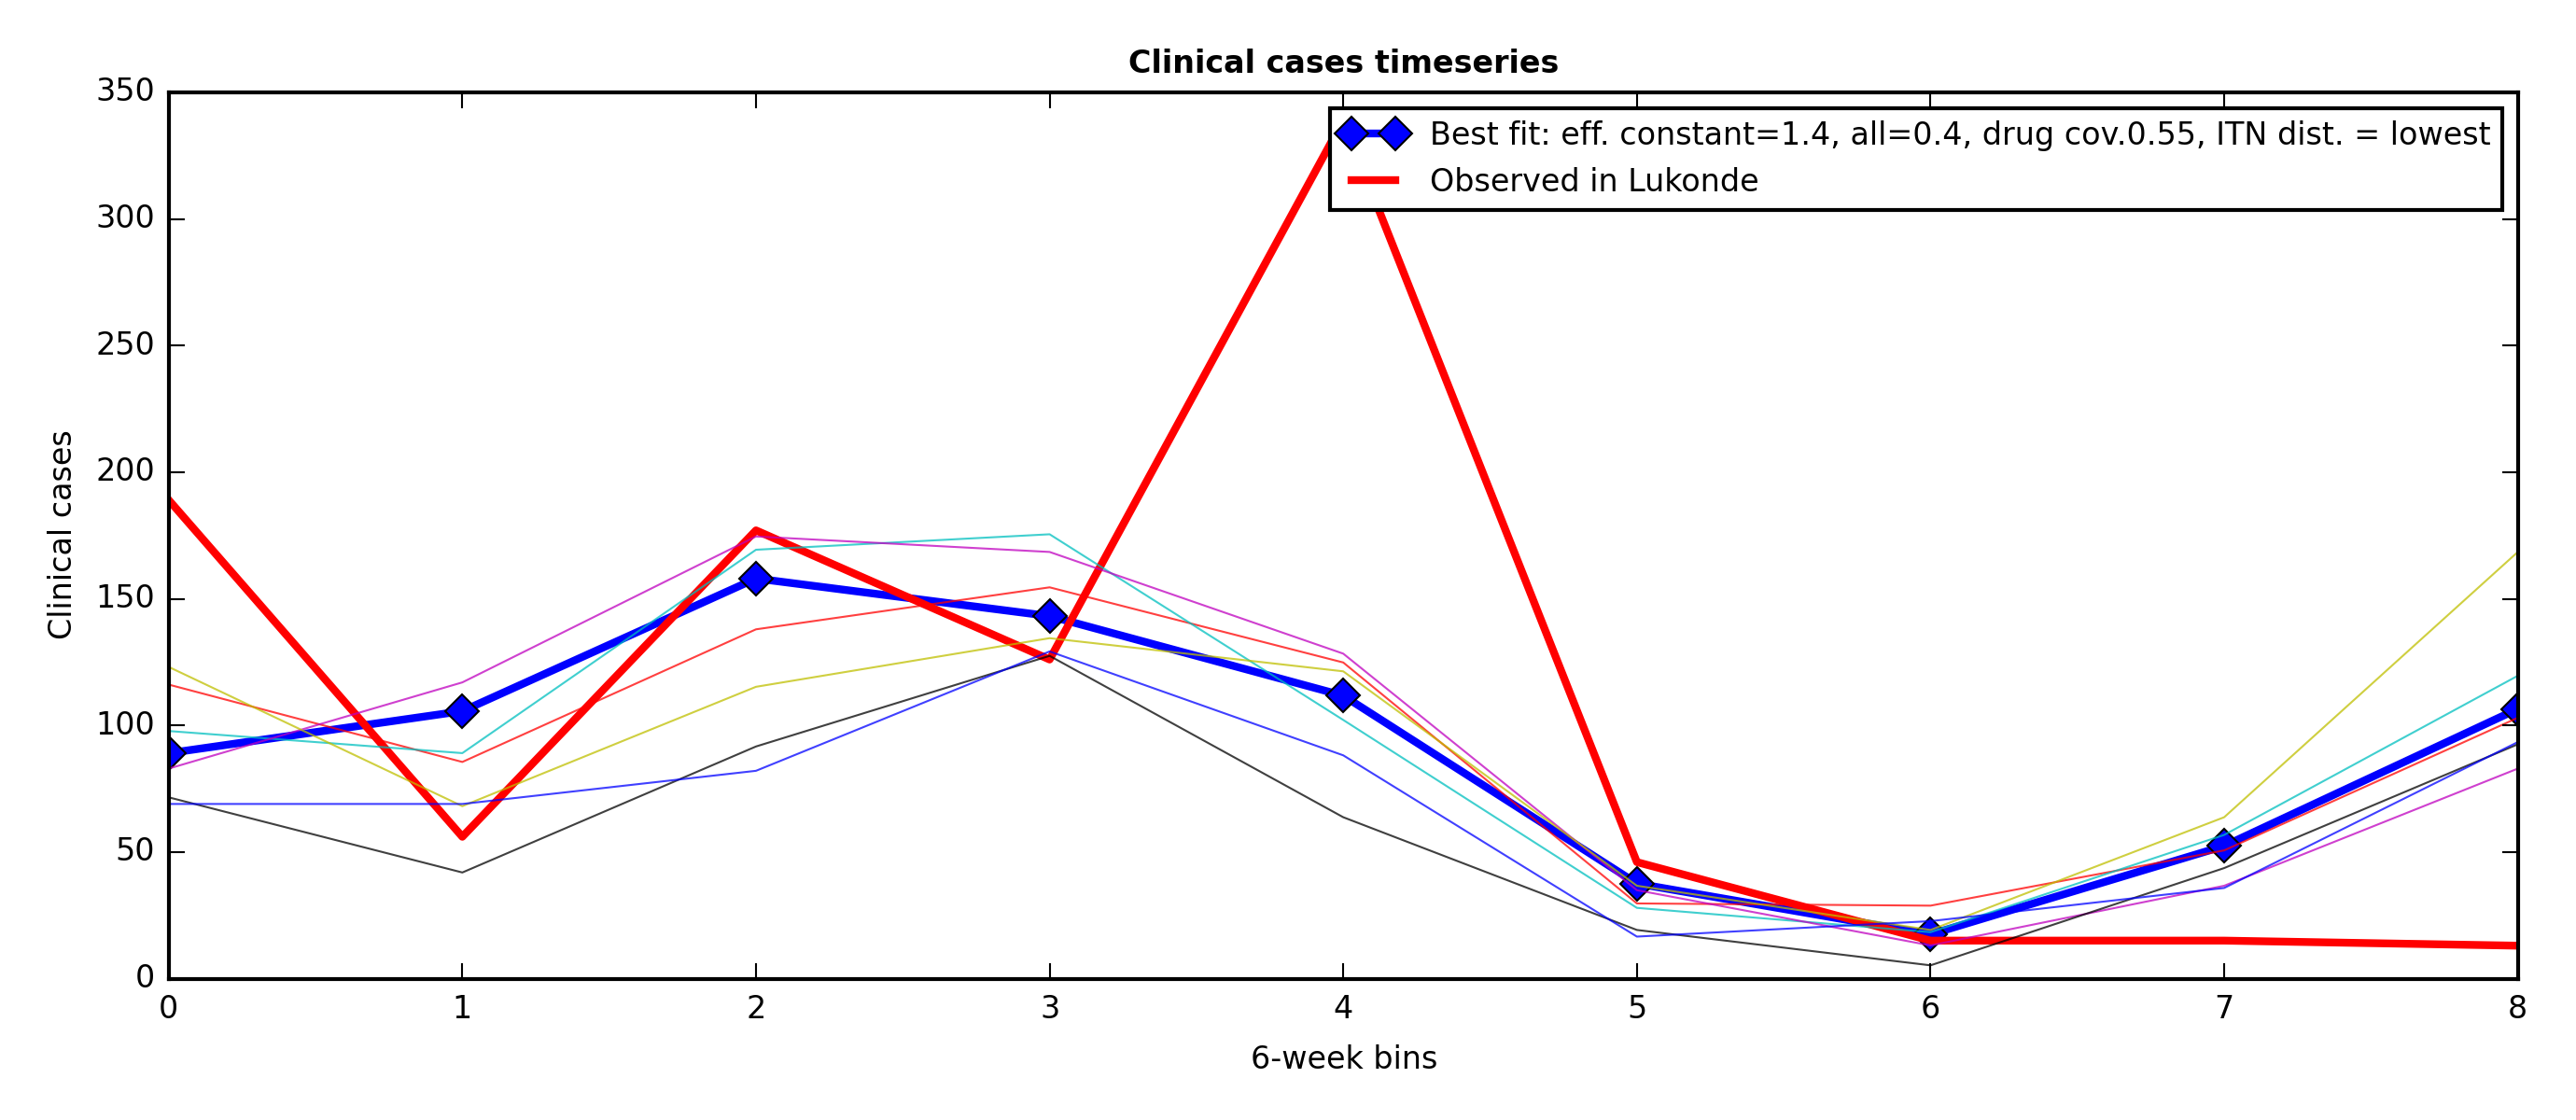 Clinical cases timeseries
350
300
250
200
150
100
50
0
Clinical cases
Best fit: eff. constant=1.4, all=0.4, drug cov.0.55, ITN dist. = lowest
Observed in Lukonde
0 1 2 3 4 5 6 7 8
6-week bins